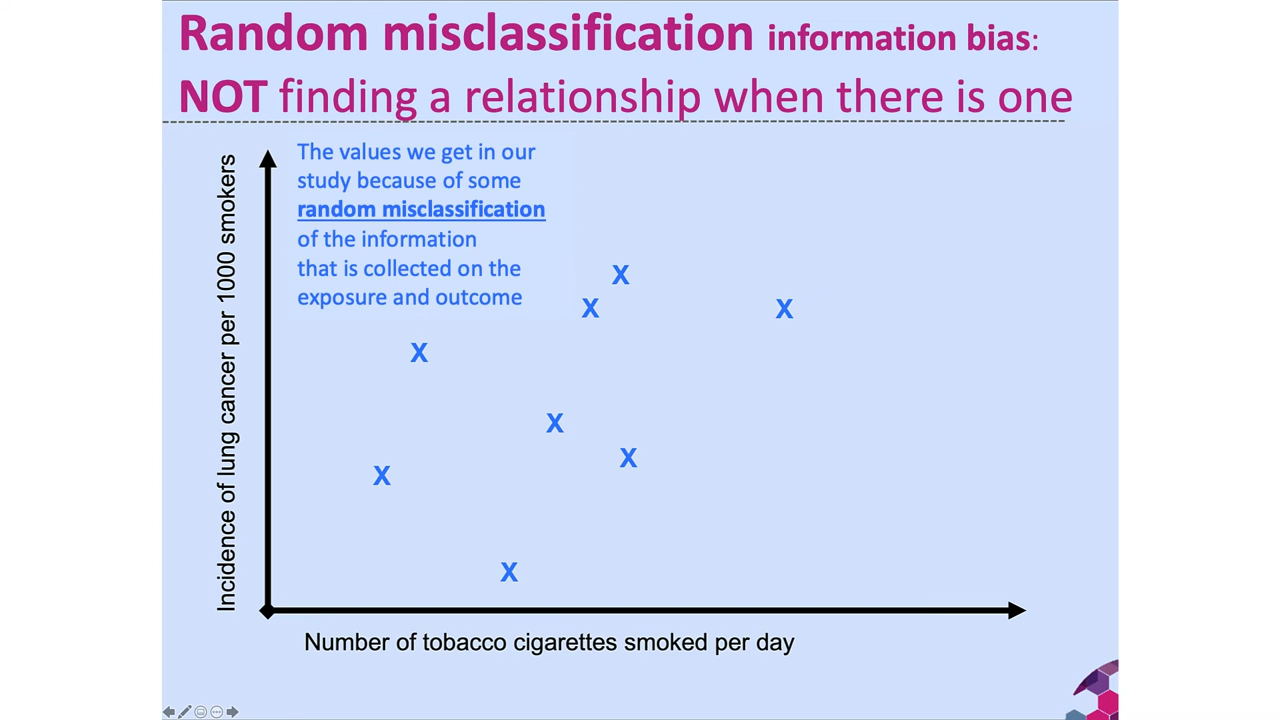 Random misclassification information bias:
NOT finding a relationship when there is one
The values we get in our
study because of some
random misclassification
of the information
that is collected on the
exposure and outcome
Incidence of lung cancer per 1000 smokers
X
X
X
X
X
X
X
X
Number of tobacco cigarettes smoked per day